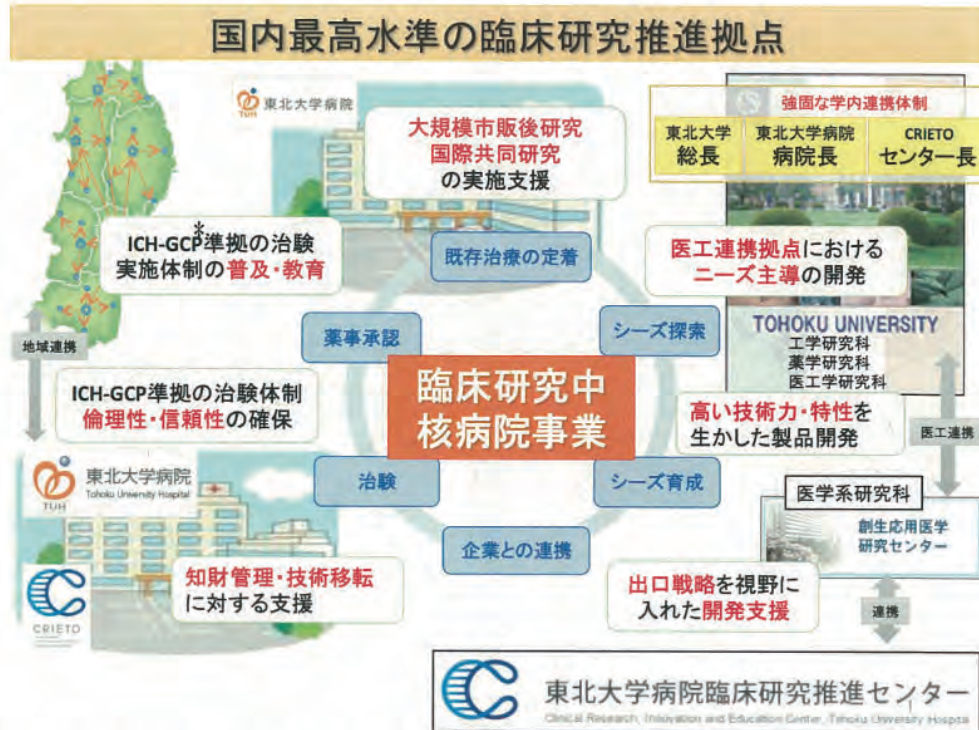 国内最高水準の臨床研究推進拠点
TUH
東北大学病院
大規模市販後研究
国際共同研究
の実施支援
強固な学内連携体制
東北大学
総長
東北大学病院
病院長
CRIETO
センター長
ICH-GCP*準拠の治験
実施体制の普及・教育
既存治療の定着
医工連携拠点における
ニーズ主導の開発
地域連携
薬事承認
シーズ探索
TOHOKU UNIVERSITY
工学研究科
薬学研究科
医工学研究科
ICH-GCP準拠の治験体制
倫理性・信頼性の確保
臨床研究中
核病院事業
高い技術力・特性を
生かした製品開発
医工連携
TUH
東北大学病院
Tohoku University Hospital
治験
シーズ育成
医学系研究科
創生応用医学
研究センター
企業との連携
知財管理・技術移転
に対する支援
出口戦略を視野に
入れた開発支援
CRIETO
連携
東北大学病院臨床研究推進センター
Clinical Research, Innovation and Education Center, Tohoku University Hospital